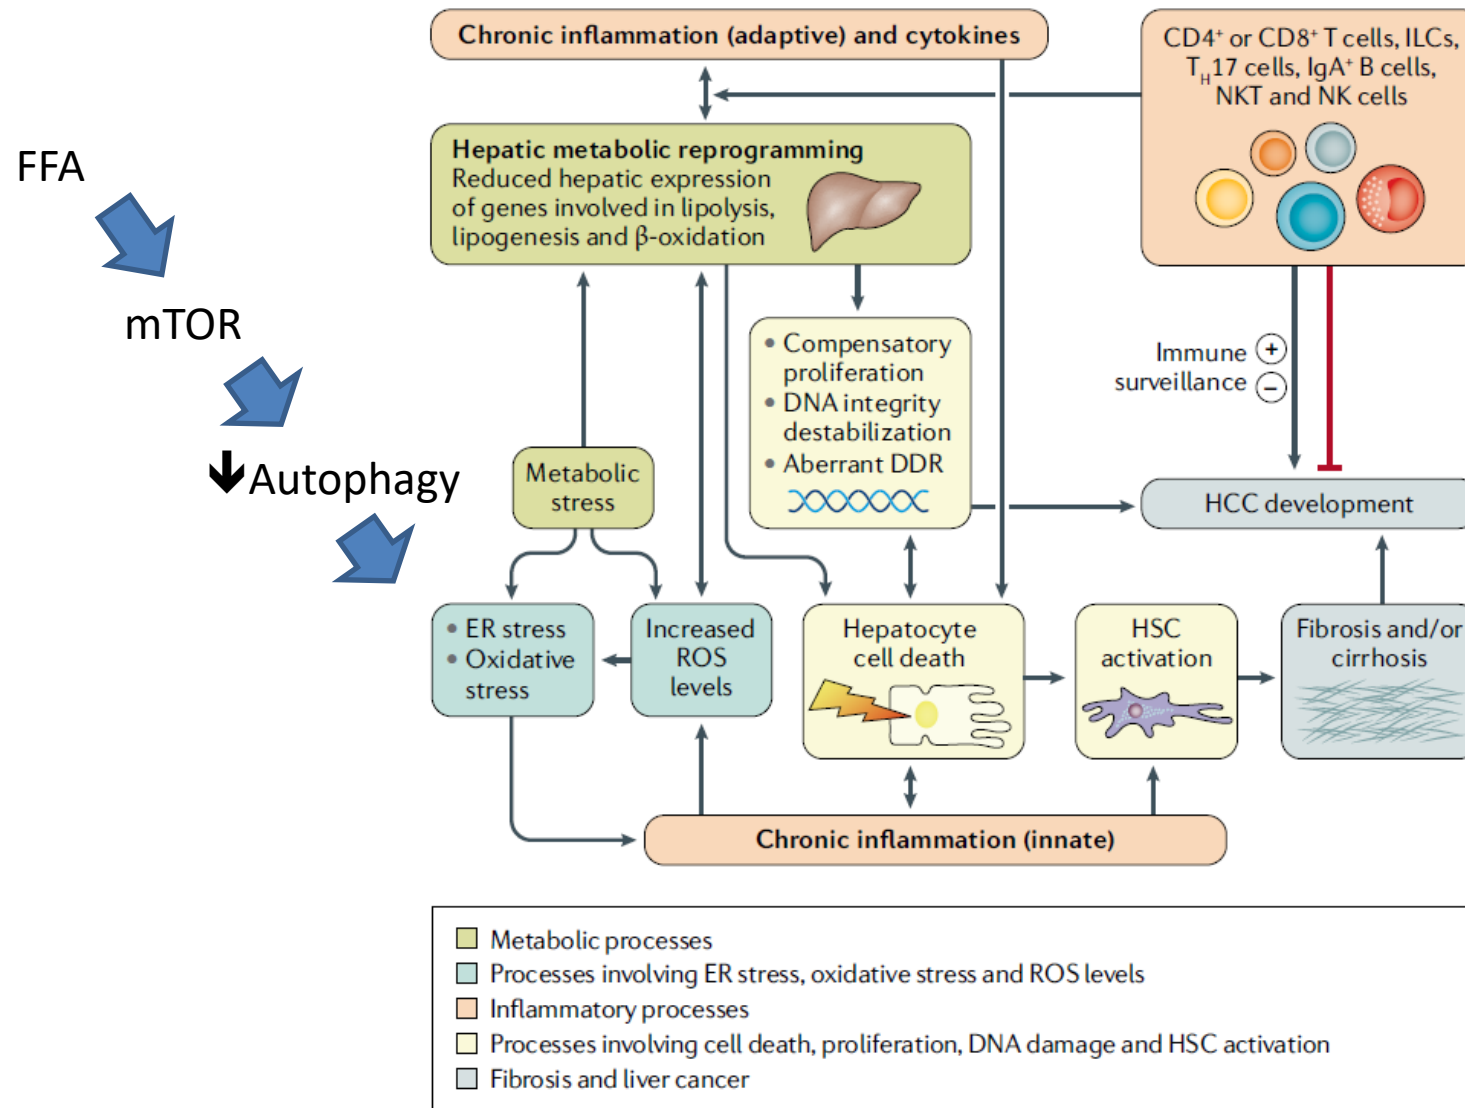 Chronic inflammation (adaptive) and cytokines
CD4⁺ or CD8⁺ T cells, ILCs,
T_H17 cells, IgA⁺ B cells,
NKT and NK cells
FFA
mTOR
🡫Autophagy
Hepatic metabolic reprogramming
Reduced hepatic expression
of genes involved in lipolysis,
lipogenesis and β-oxidation
• Compensatory
proliferation
• DNA integrity
destabilization
• Aberrant DDR
Immune
surveillance
+
−
Metabolic
stress
HCC development
• ER stress
• Oxidative
stress
Increased
ROS
levels
Hepatocyte
cell death
HSC
activation
Fibrosis and/or
cirrhosis
Chronic inflammation (innate)
Metabolic processes
Processes involving ER stress, oxidative stress and ROS levels
Inflammatory processes
Processes involving cell death, proliferation, DNA damage and HSC activation
Fibrosis and liver cancer